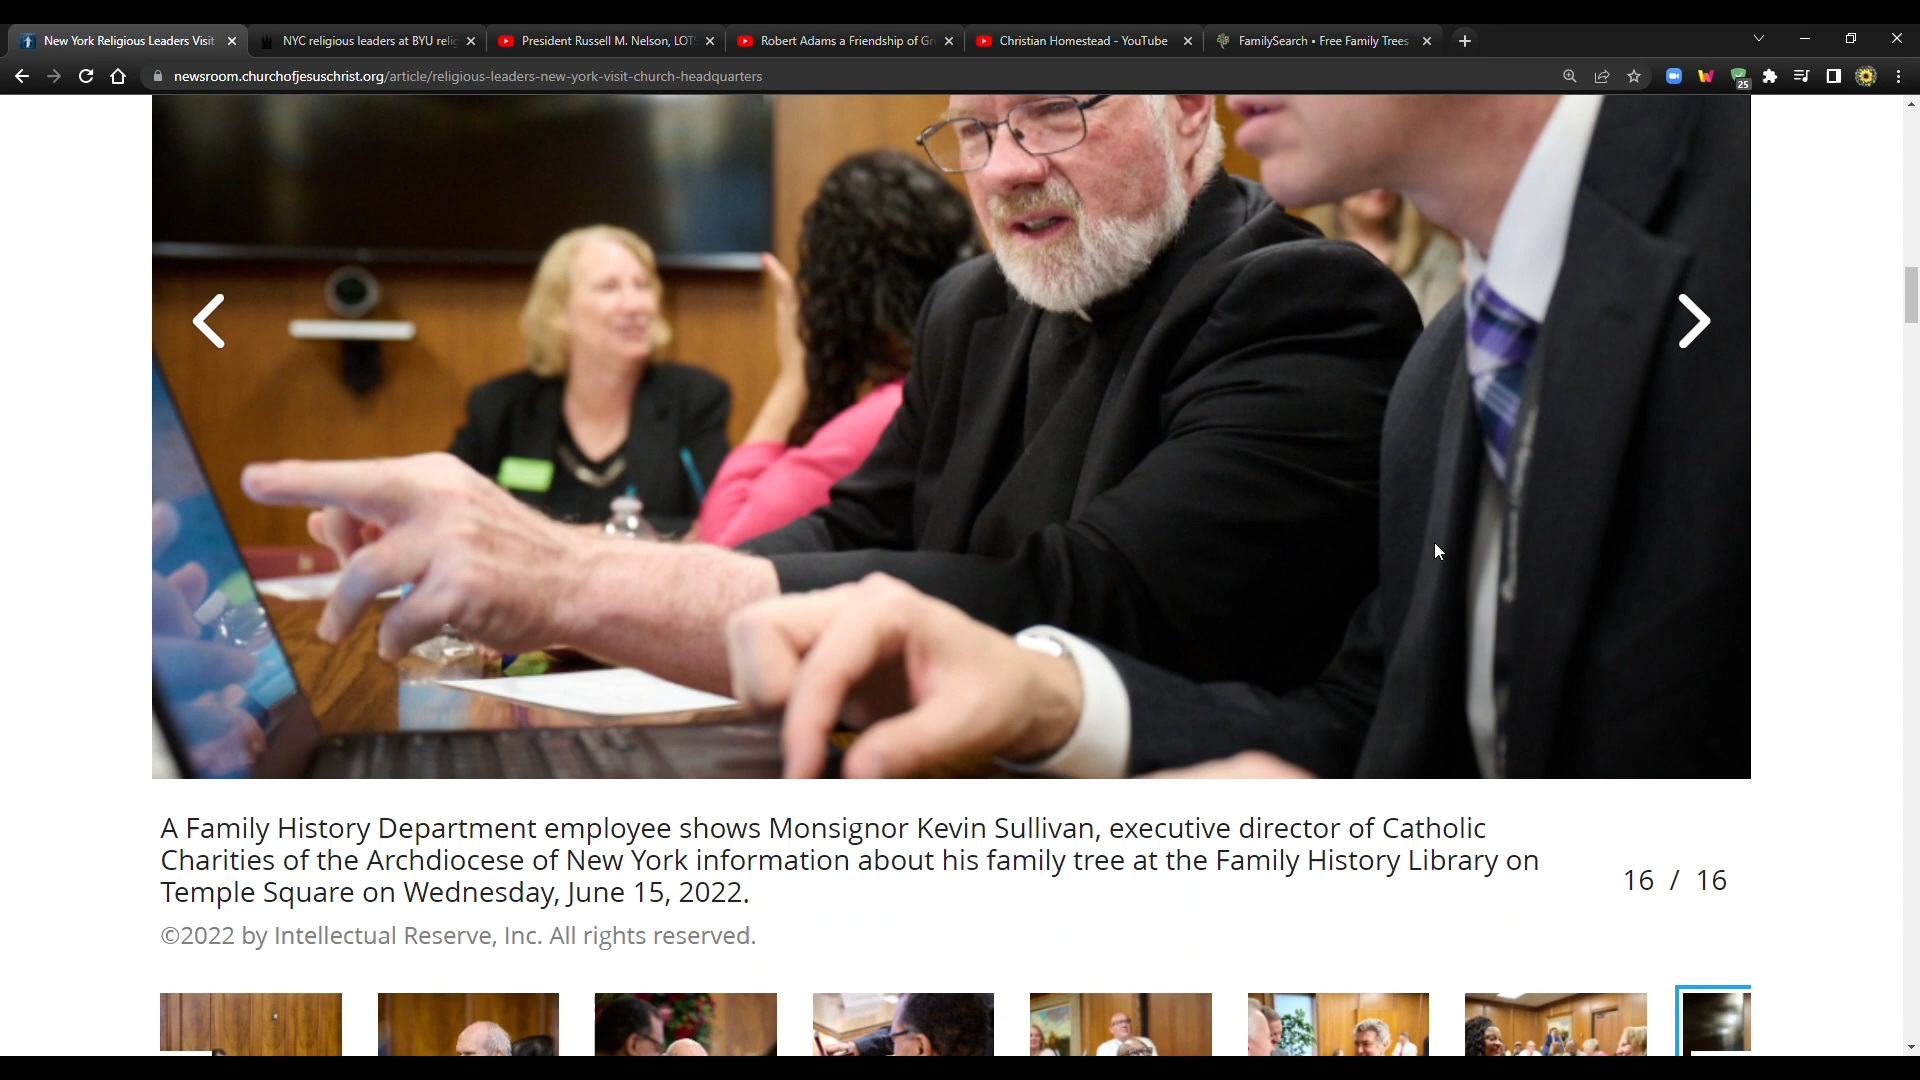 New York Religious Leaders Visit
NYC religious leaders at BYU relig
President Russell M. Nelson, LOT
Robert Adams a Friendship of Gr
Christian Homestead - YouTube
FamilySearch • Free Family Trees
newsroom.churchofjesuschrist.org/article/religious-leaders-new-york-visit-church-headquarters
25
A Family History Department employee shows Monsignor Kevin Sullivan, executive director of Catholic
Charities of the Archdiocese of New York information about his family tree at the Family History Library on
Temple Square on Wednesday, June 15, 2022.
16 / 16
©2022 by Intellectual Reserve, Inc. All rights reserved.